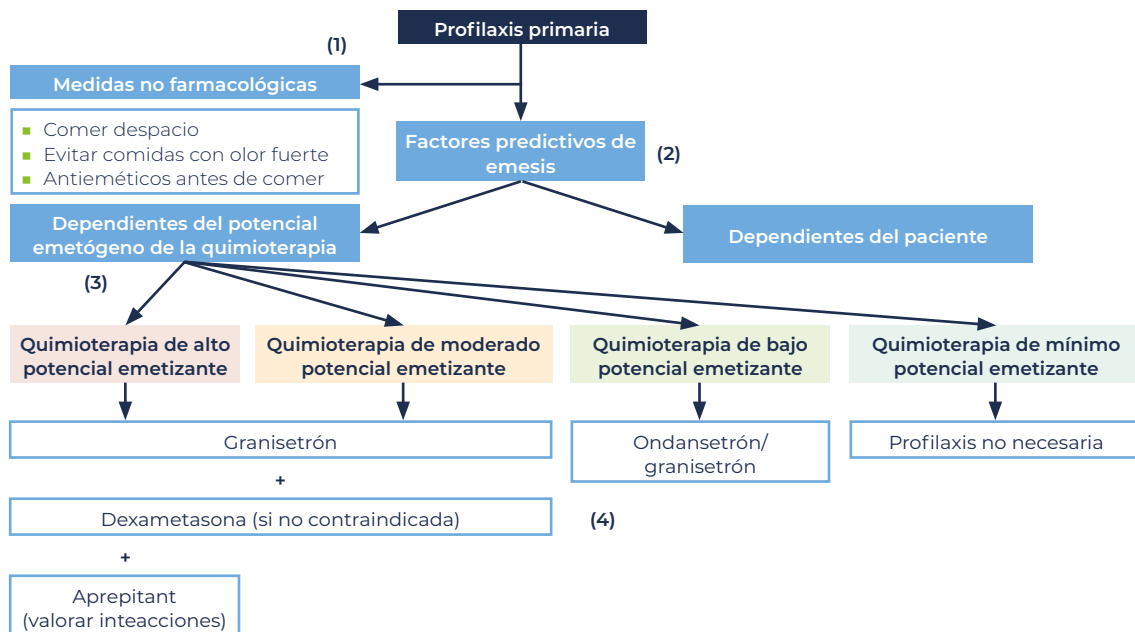 Profilaxis primaria
(1)
Medidas no farmacológicas
Comer despacio
Evitar comidas con olor fuerte
Antieméticos antes de comer
Factores predictivos de
emesis
(2)
Dependientes del potencial
emetógeno de la quimioterapia
Dependientes del paciente
(3)
Quimioterapia de alto
potencial emetizante
Quimioterapia de moderado
potencial emetizante
Quimioterapia de bajo
potencial emetizante
Quimioterapia de mínimo
potencial emetizante
Granisetrón
Ondansetrón/
granisetrón
Profilaxis no necesaria
+
Dexametasona (si no contraindicada)
(4)
+
Aprepitant
(valorar inteacciones)